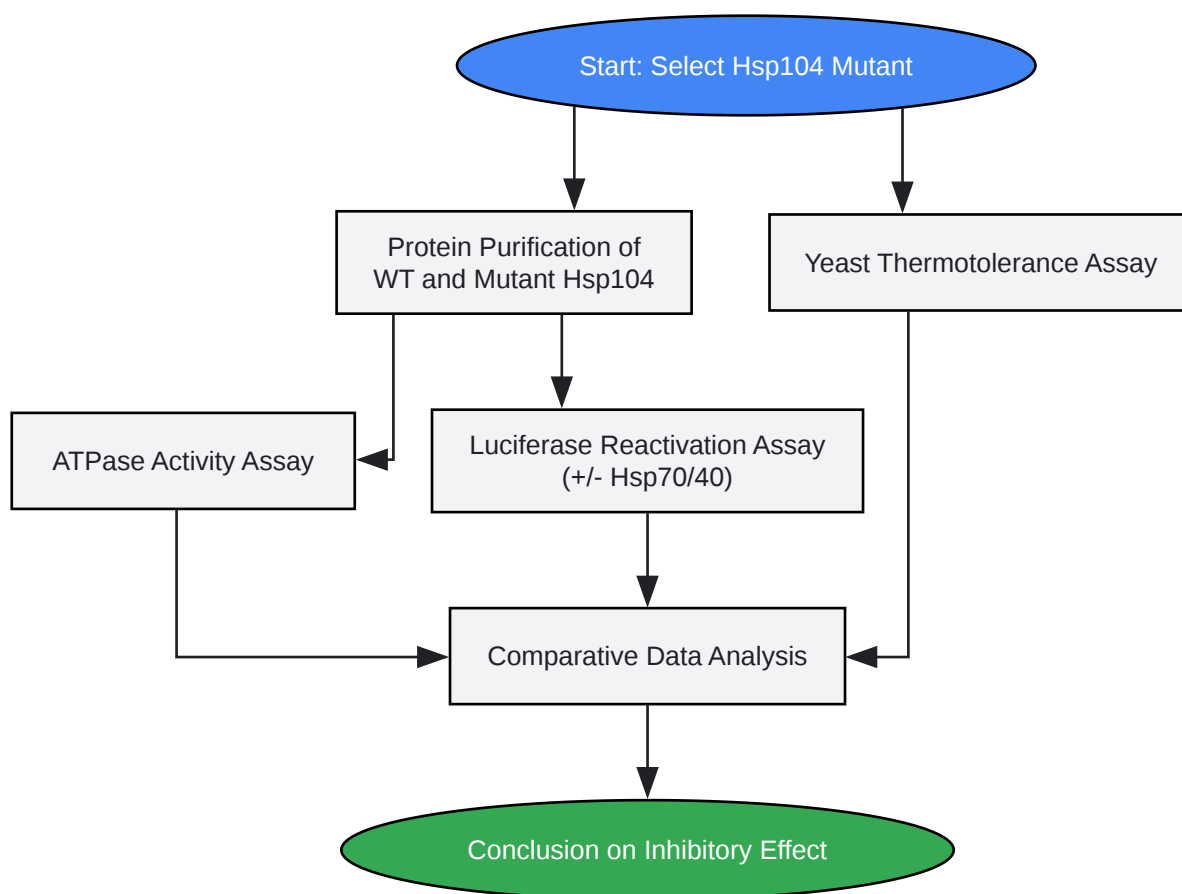 Start: Select Hsp104 Mutant
Protein Purification of
WT and Mutant Hsp104
Yeast Thermotolerance Assay
ATPase Activity Assay
Luciferase Reactivation Assay
(+/- Hsp70/40)
Comparative Data Analysis
Conclusion on Inhibitory Effect